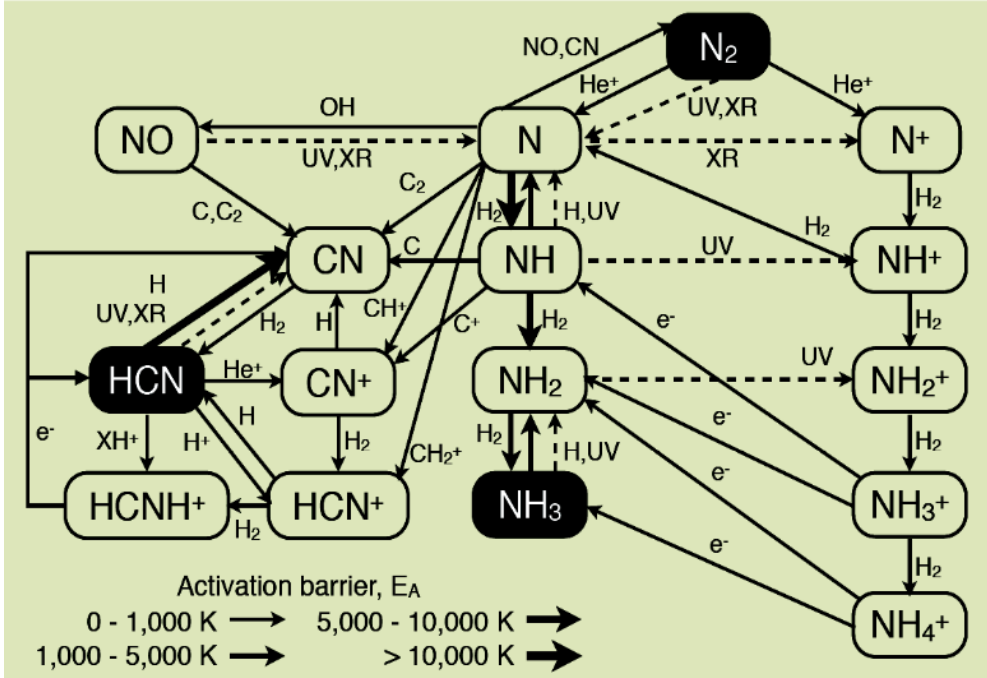 N₂
NO,CN
He⁺
He⁺
UV,XR
OH
NO
N
N⁺
UV,XR
XR
C₂
H₂
H,UV
H₂
C,C₂
H₂
CN
C
NH
UV
NH⁺
H
UV,XR
H₂
H
CH⁺
C⁺
H₂
e⁻
H₂
UV
HCN
He⁺
CN⁺
NH₂
NH₂⁺
e⁻
XH⁺
H⁺
H
H₂
CH₂⁺
H₂
H,UV
e⁻
H₂
e⁻
HCNH⁺
H₂
HCN⁺
NH₃
NH₃⁺
e⁻
H₂
Activation barrier, Eᴀ
0 - 1,000 K
5,000 - 10,000 K
NH₄⁺
1,000 - 5,000 K
> 10,000 K